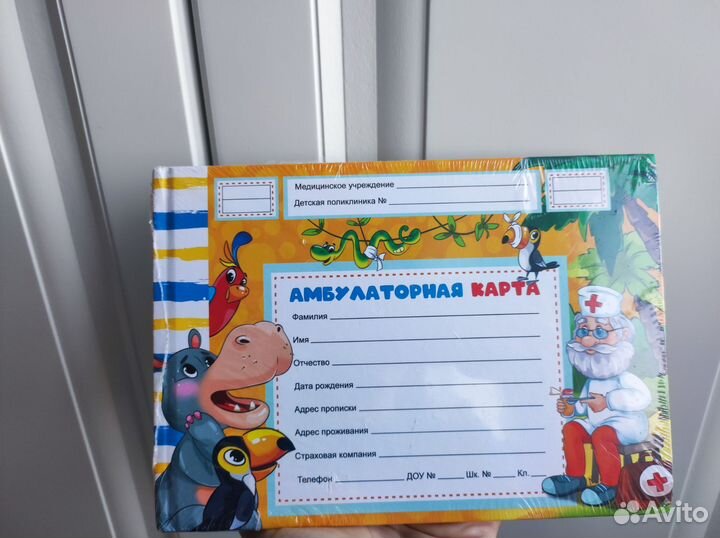 Медицинское учреждение
Детская поликлиника №
АМБУЛАТОРНАЯ КАРТА
Фамилия
Имя
Отчество
Дата рождения
Адрес прописки
Адрес проживания
Страховая компания
Телефон ДОУ № Шк. № Кл.
Avito